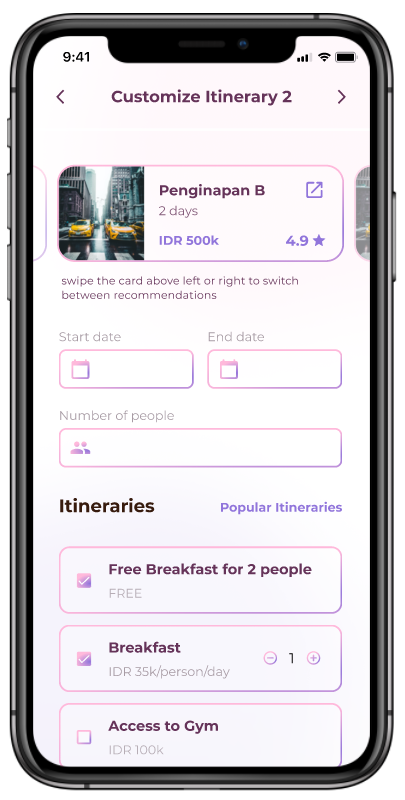 9:41
Customize Itinerary 2
Penginapan B
2 days
IDR 500k
4.9
swipe the card above left or right to switch
between recommendations
Start date
End date
Number of people
Itineraries
Popular Itineraries
Free Breakfast for 2 people
FREE
Breakfast
IDR 35k/person/day
1
Access to Gym
IDR 100k